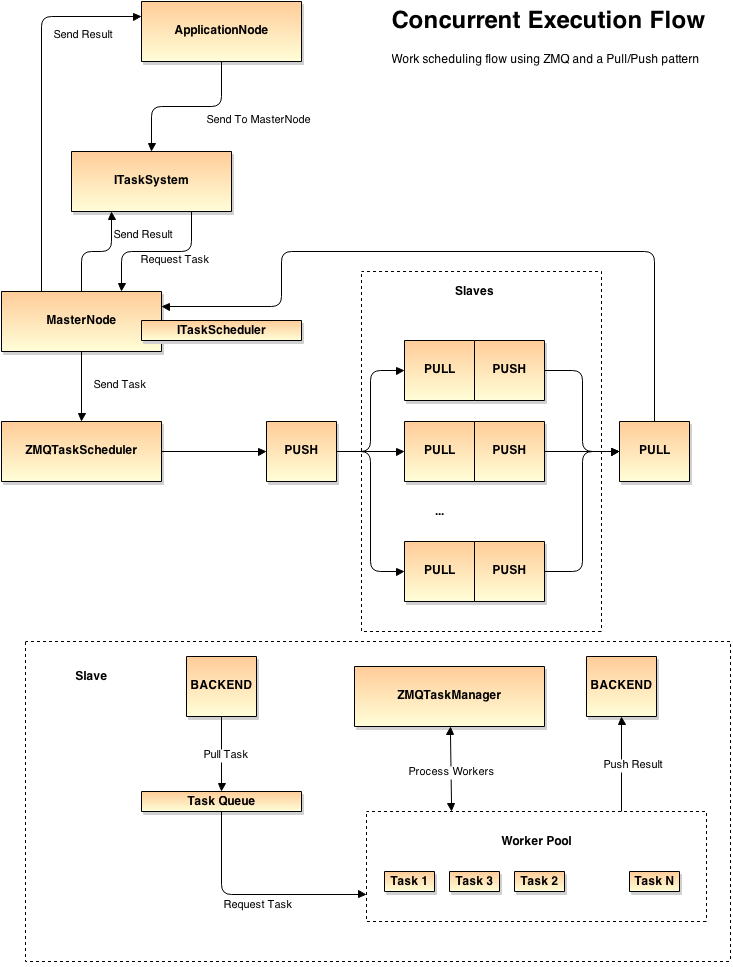 Concurrent Execution Flow
Work scheduling flow using ZMQ and a Pull/Push pattern
ApplicationNode
Send Result
Send To MasterNode
ITaskSystem
Send Result
Request Task
MasterNode
ITaskScheduler
Send Task
ZMQTaskScheduler
PUSH
Slaves
PULL PUSH
PULL PUSH
...
PULL PUSH
PULL
Slave
BACKEND
ZMQTaskManager
BACKEND
Pull Task
Process Workers
Push Result
Task Queue
Worker Pool
Task 1 Task 3 Task 2 Task N
Request Task